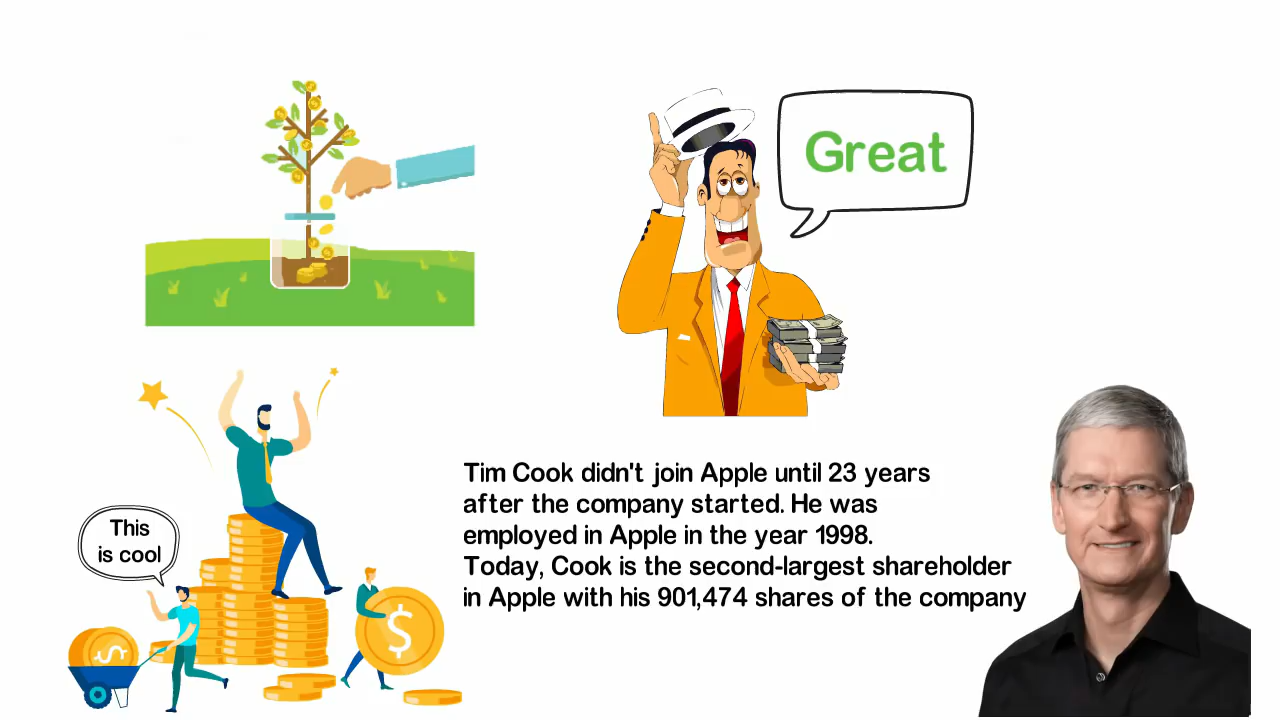 Great
This
is cool
Tim Cook didn't join Apple until 23 years
after the company started. He was
employed in Apple in the year 1998.
Today, Cook is the second-largest shareholder
in Apple with his 901,474 shares of the company